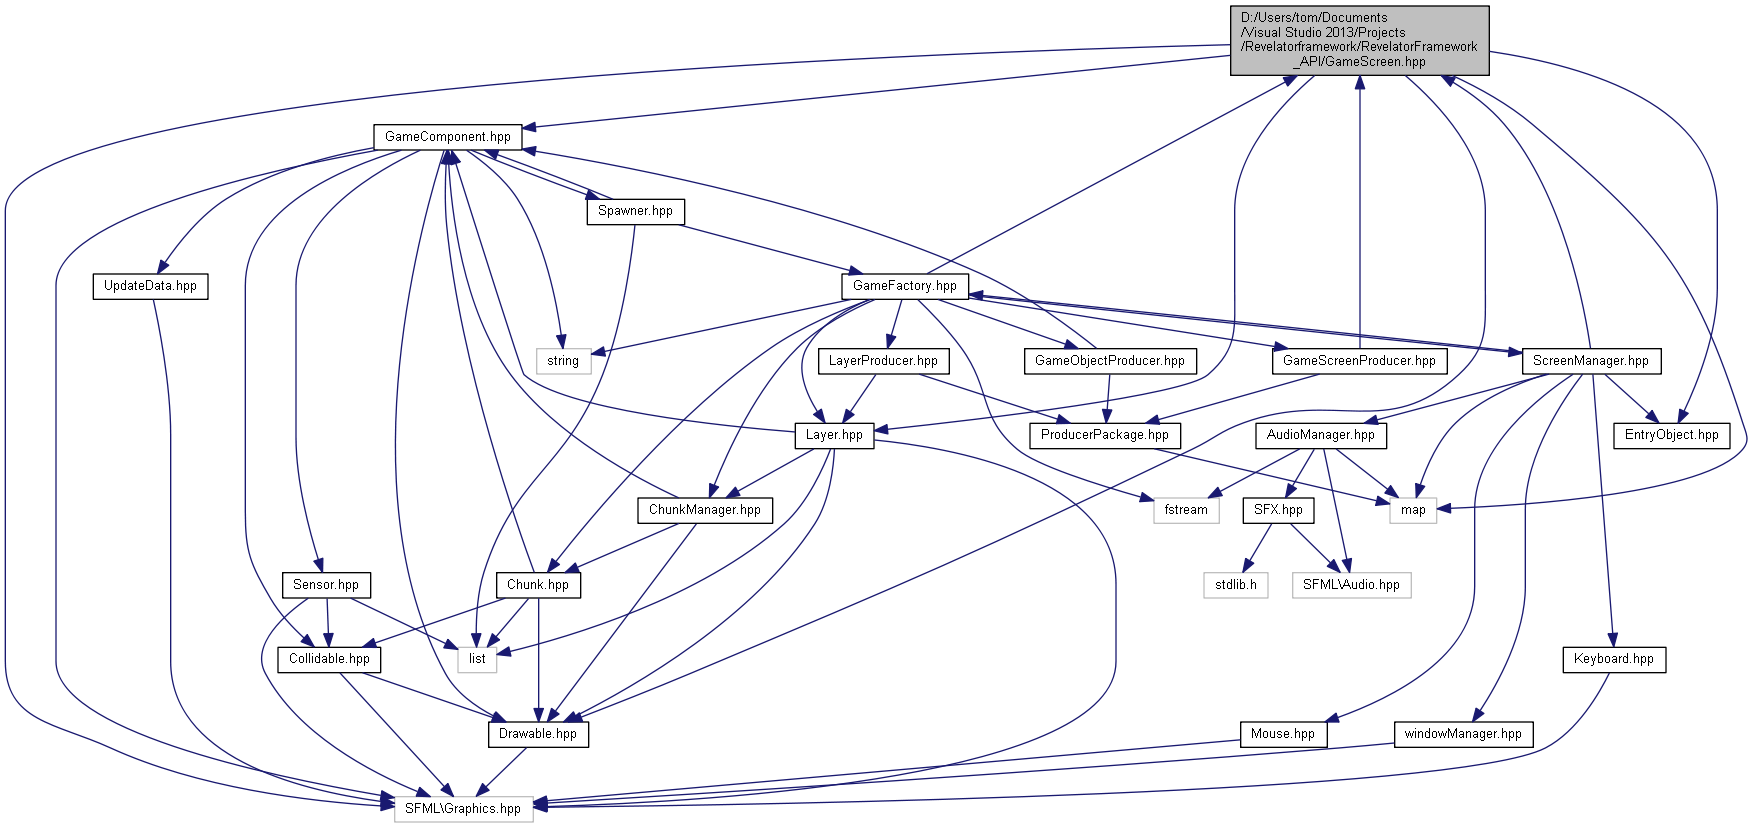 D:/Users/tom/Documents
/Visual Studio 2013/Projects
/Revelatorframework/RevelatorFramework
_API/GameScreen.hpp
GameComponent.hpp
Spawner.hpp
UpdateData.hpp
GameFactory.hpp
string
LayerProducer.hpp
GameObjectProducer.hpp
GameScreenProducer.hpp
ScreenManager.hpp
Layer.hpp
ProducerPackage.hpp
AudioManager.hpp
EntryObject.hpp
ChunkManager.hpp
fstream
SFX.hpp
map
Sensor.hpp
Chunk.hpp
stdlib.h
SFML\Audio.hpp
Collidable.hpp
list
Keyboard.hpp
Drawable.hpp
Mouse.hpp
windowManager.hpp
SFML\Graphics.hpp